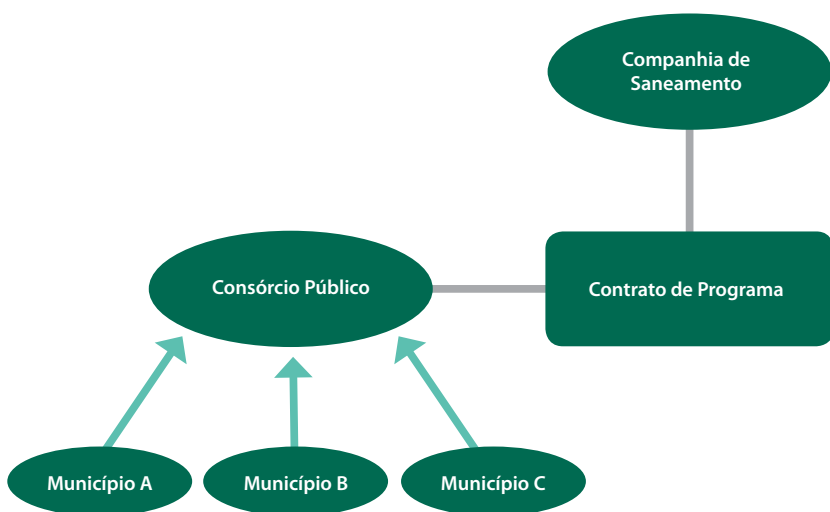 Companhia de
Saneamento
Consórcio Público
Contrato de Programa
Município A
Município B
Município C